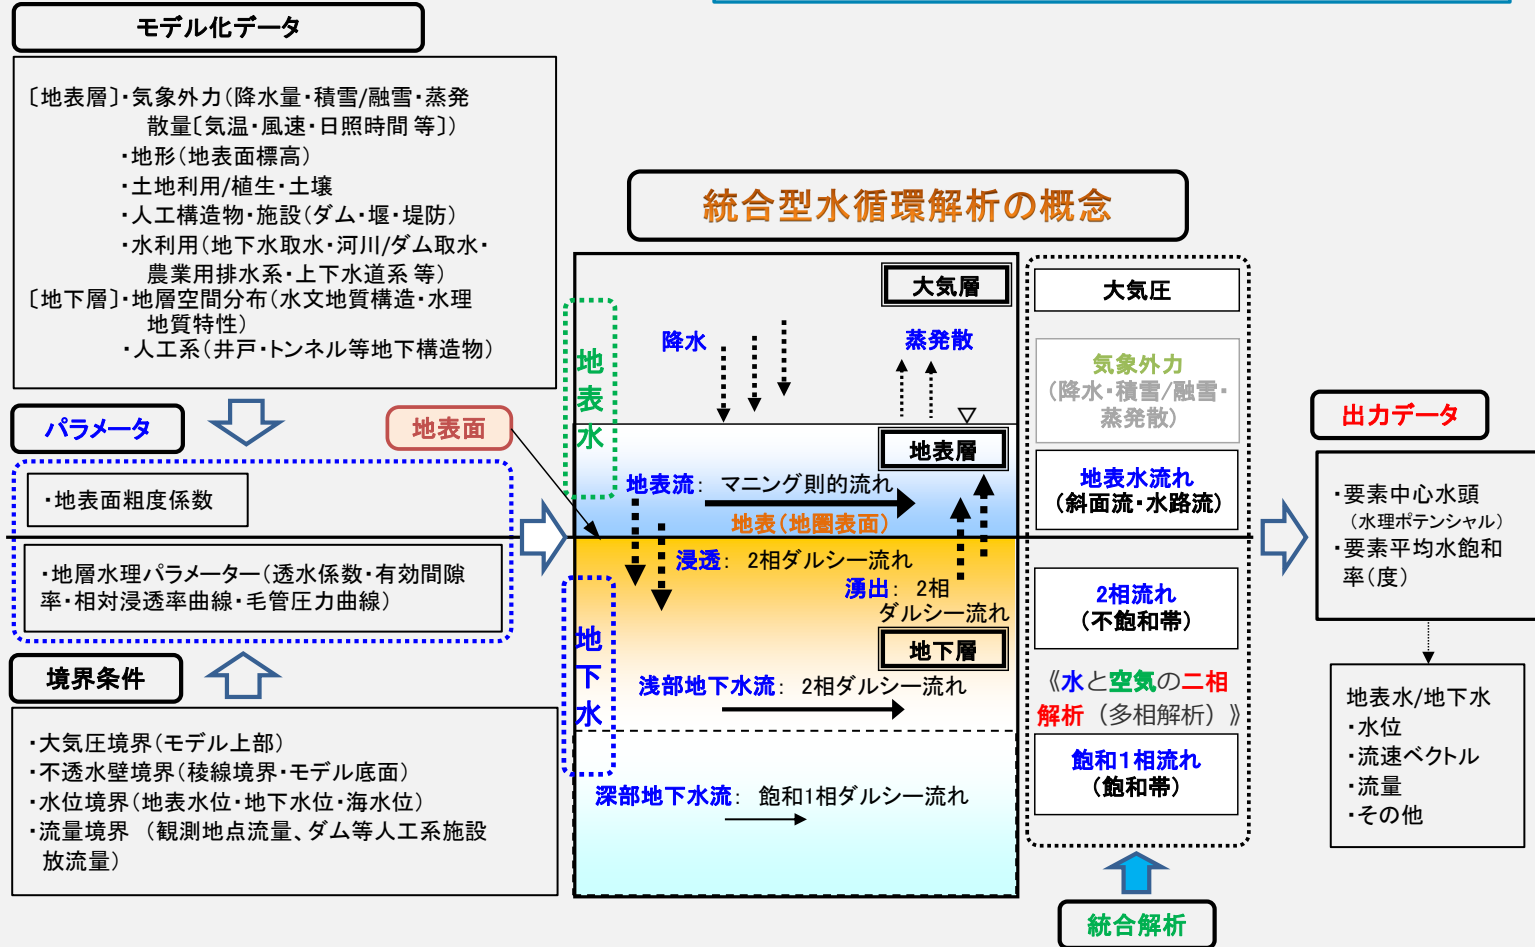 モデル化データ
〔地表層〕・気象外力(降水量・積雪/融雪・蒸発
散量〔気温・風速・日照時間 等〕)
・地形(地表面標高)
・土地利用/植生・土壌
・人工構造物・施設(ダム・堰・堤防)
・水利用(地下水取水・河川/ダム取水・
農業用排水系・上下水道系 等)
〔地下層〕・地層空間分布(水文地質構造・水理
地質特性)
・人工系(井戸・トンネル等地下構造物)
パラメータ
・地表面粗度係数
・地層水理パラメーター(透水係数・有効間隙
率・相対浸透率曲線・毛管圧力曲線)
境界条件
・大気圧境界(モデル上部)
・不透水壁境界(稜線境界・モデル底面)
・水位境界(地表水位・地下水位・海水位)
・流量境界 (観測地点流量、ダム等人工系施設
放流量)
地表面
統合型水循環解析の概念
地表水
地下水
大気層
降水
蒸発散
地表層
地表流: マニング則的流れ
地表(地圏表面)
浸透: 2相ダルシー流れ
湧出: 2相
ダルシー流れ
地下層
浅部地下水流: 2相ダルシー流れ
深部地下水流: 飽和1相ダルシー流れ
大気圧
気象外力
(降水・積雪/融雪・
蒸発散)
地表水流れ
(斜面流・水路流)
2相流れ
(不飽和帯)
《水と空気の二相
解析 (多相解析) 》
飽和1相流れ
(飽和帯)
統合解析
出力データ
・要素中心水頭
(水理ポテンシャル)
・要素平均水飽和
率(度)
地表水/地下水
・水位
・流速ベクトル
・流量
・その他